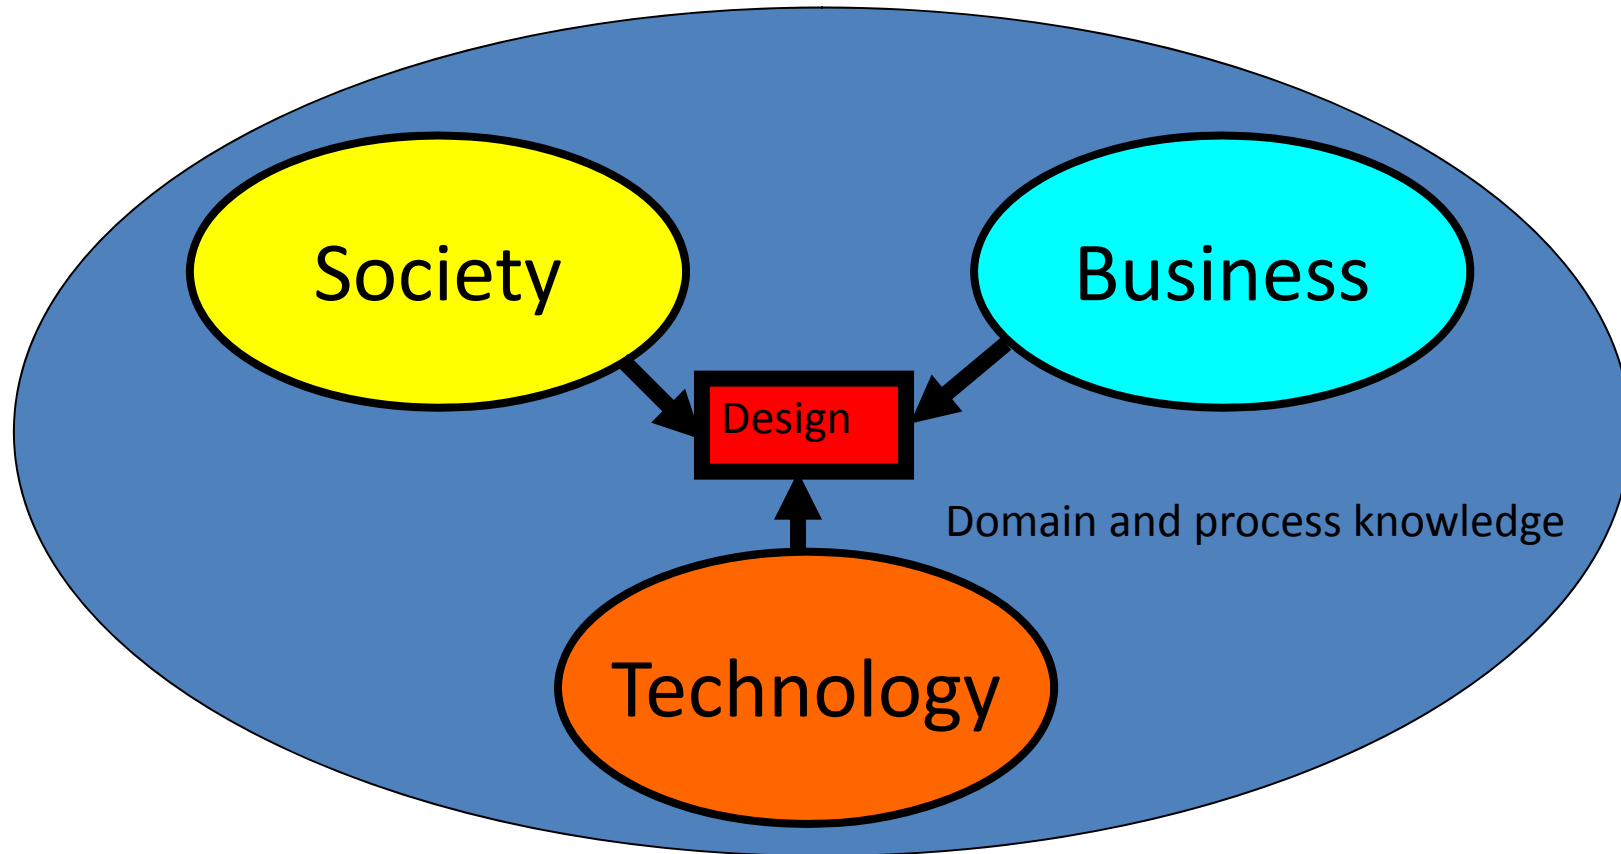 Society
Business
Design
Domain and process knowledge
Technology